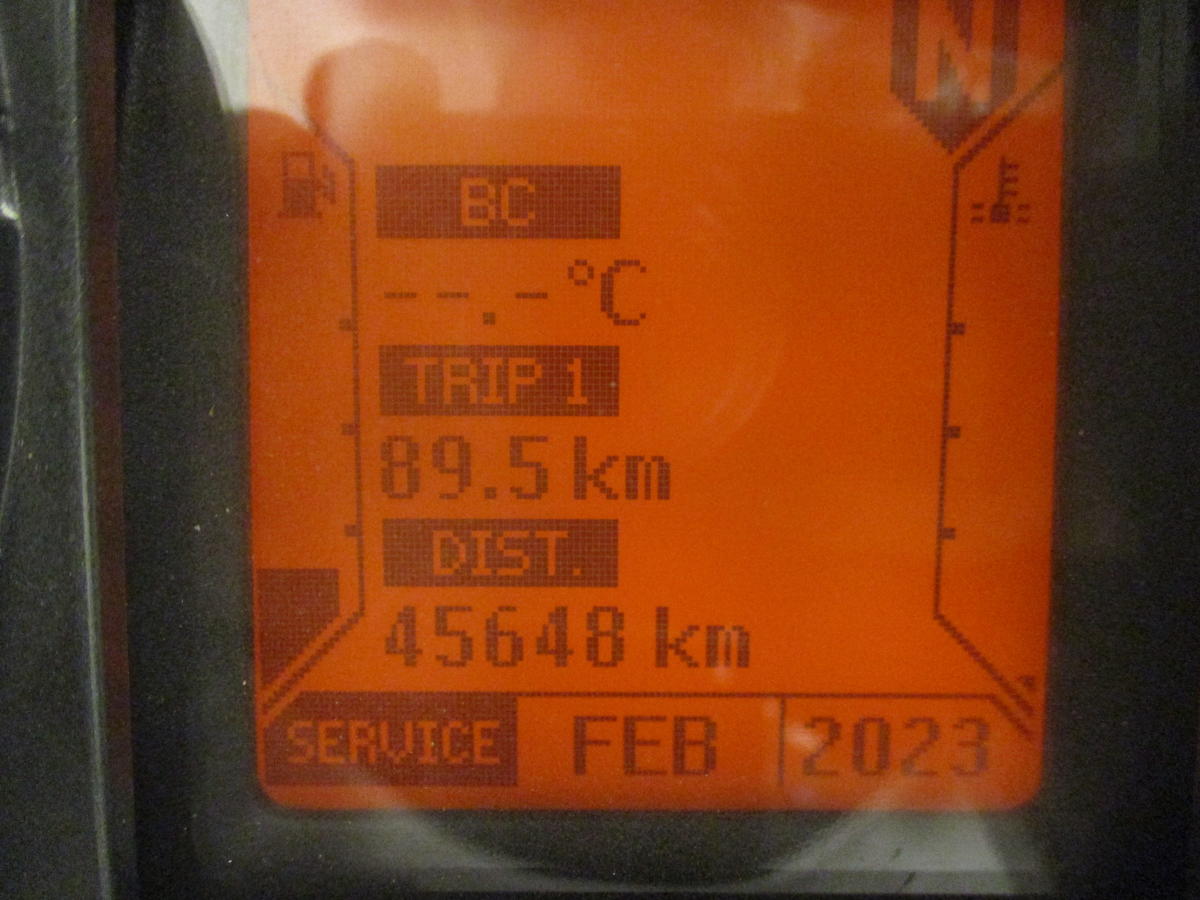 N
BC
--.-°C
TRIP 1
89.5 km
DIST.
45648 km
SERVICE FEB 2023